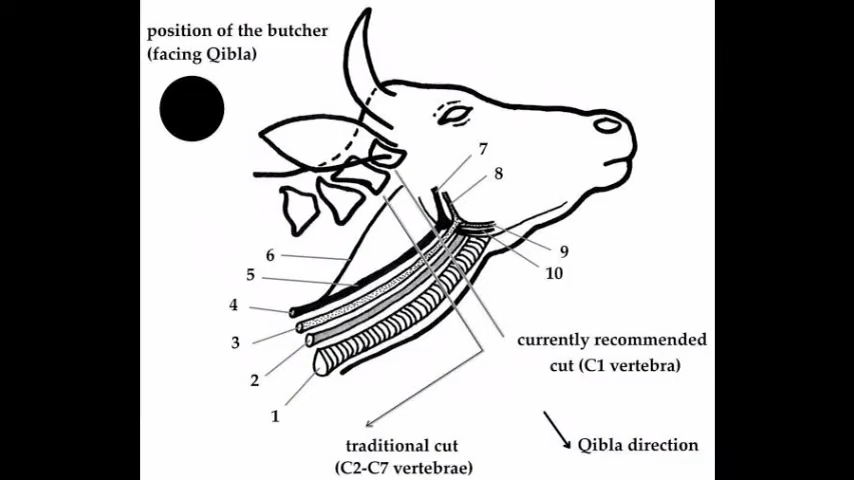 position of the butcher
(facing Qibla)
7
8
9
10
6
5
4
3
2
1
currently recommended
cut (C1 vertebra)
traditional cut
(C2-C7 vertebrae)
Qibla direction